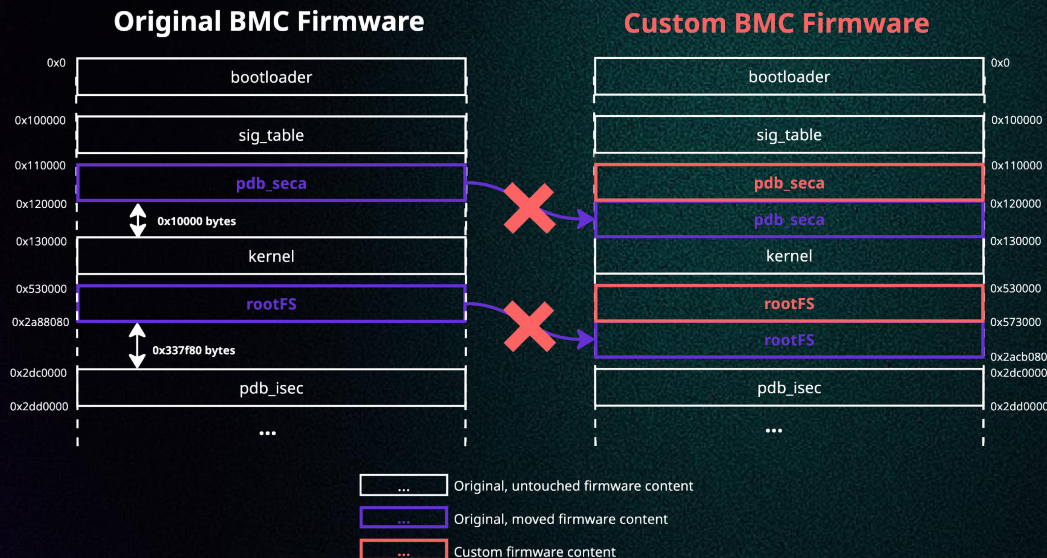 Original BMC Firmware
Custom BMC Firmware
0x0
bootloader
bootloader
0x0
0x100000
sig_table
sig_table
0x100000
0x110000
pdb_seca
pdb_seca
0x110000
0x120000
0x10000 bytes
pdb_seca
0x120000
0x130000
kernel
kernel
0x130000
0x530000
rootFS
rootFS
0x530000
0x2a88080
0x337f80 bytes
rootFS
0x573000
0x2acb080
0x2dc0000
pdb_isec
pdb_isec
0x2dc0000
0x2dd0000
0x2dd0000
...
...
... Original, untouched firmware content
... Original, moved firmware content
... Custom firmware content